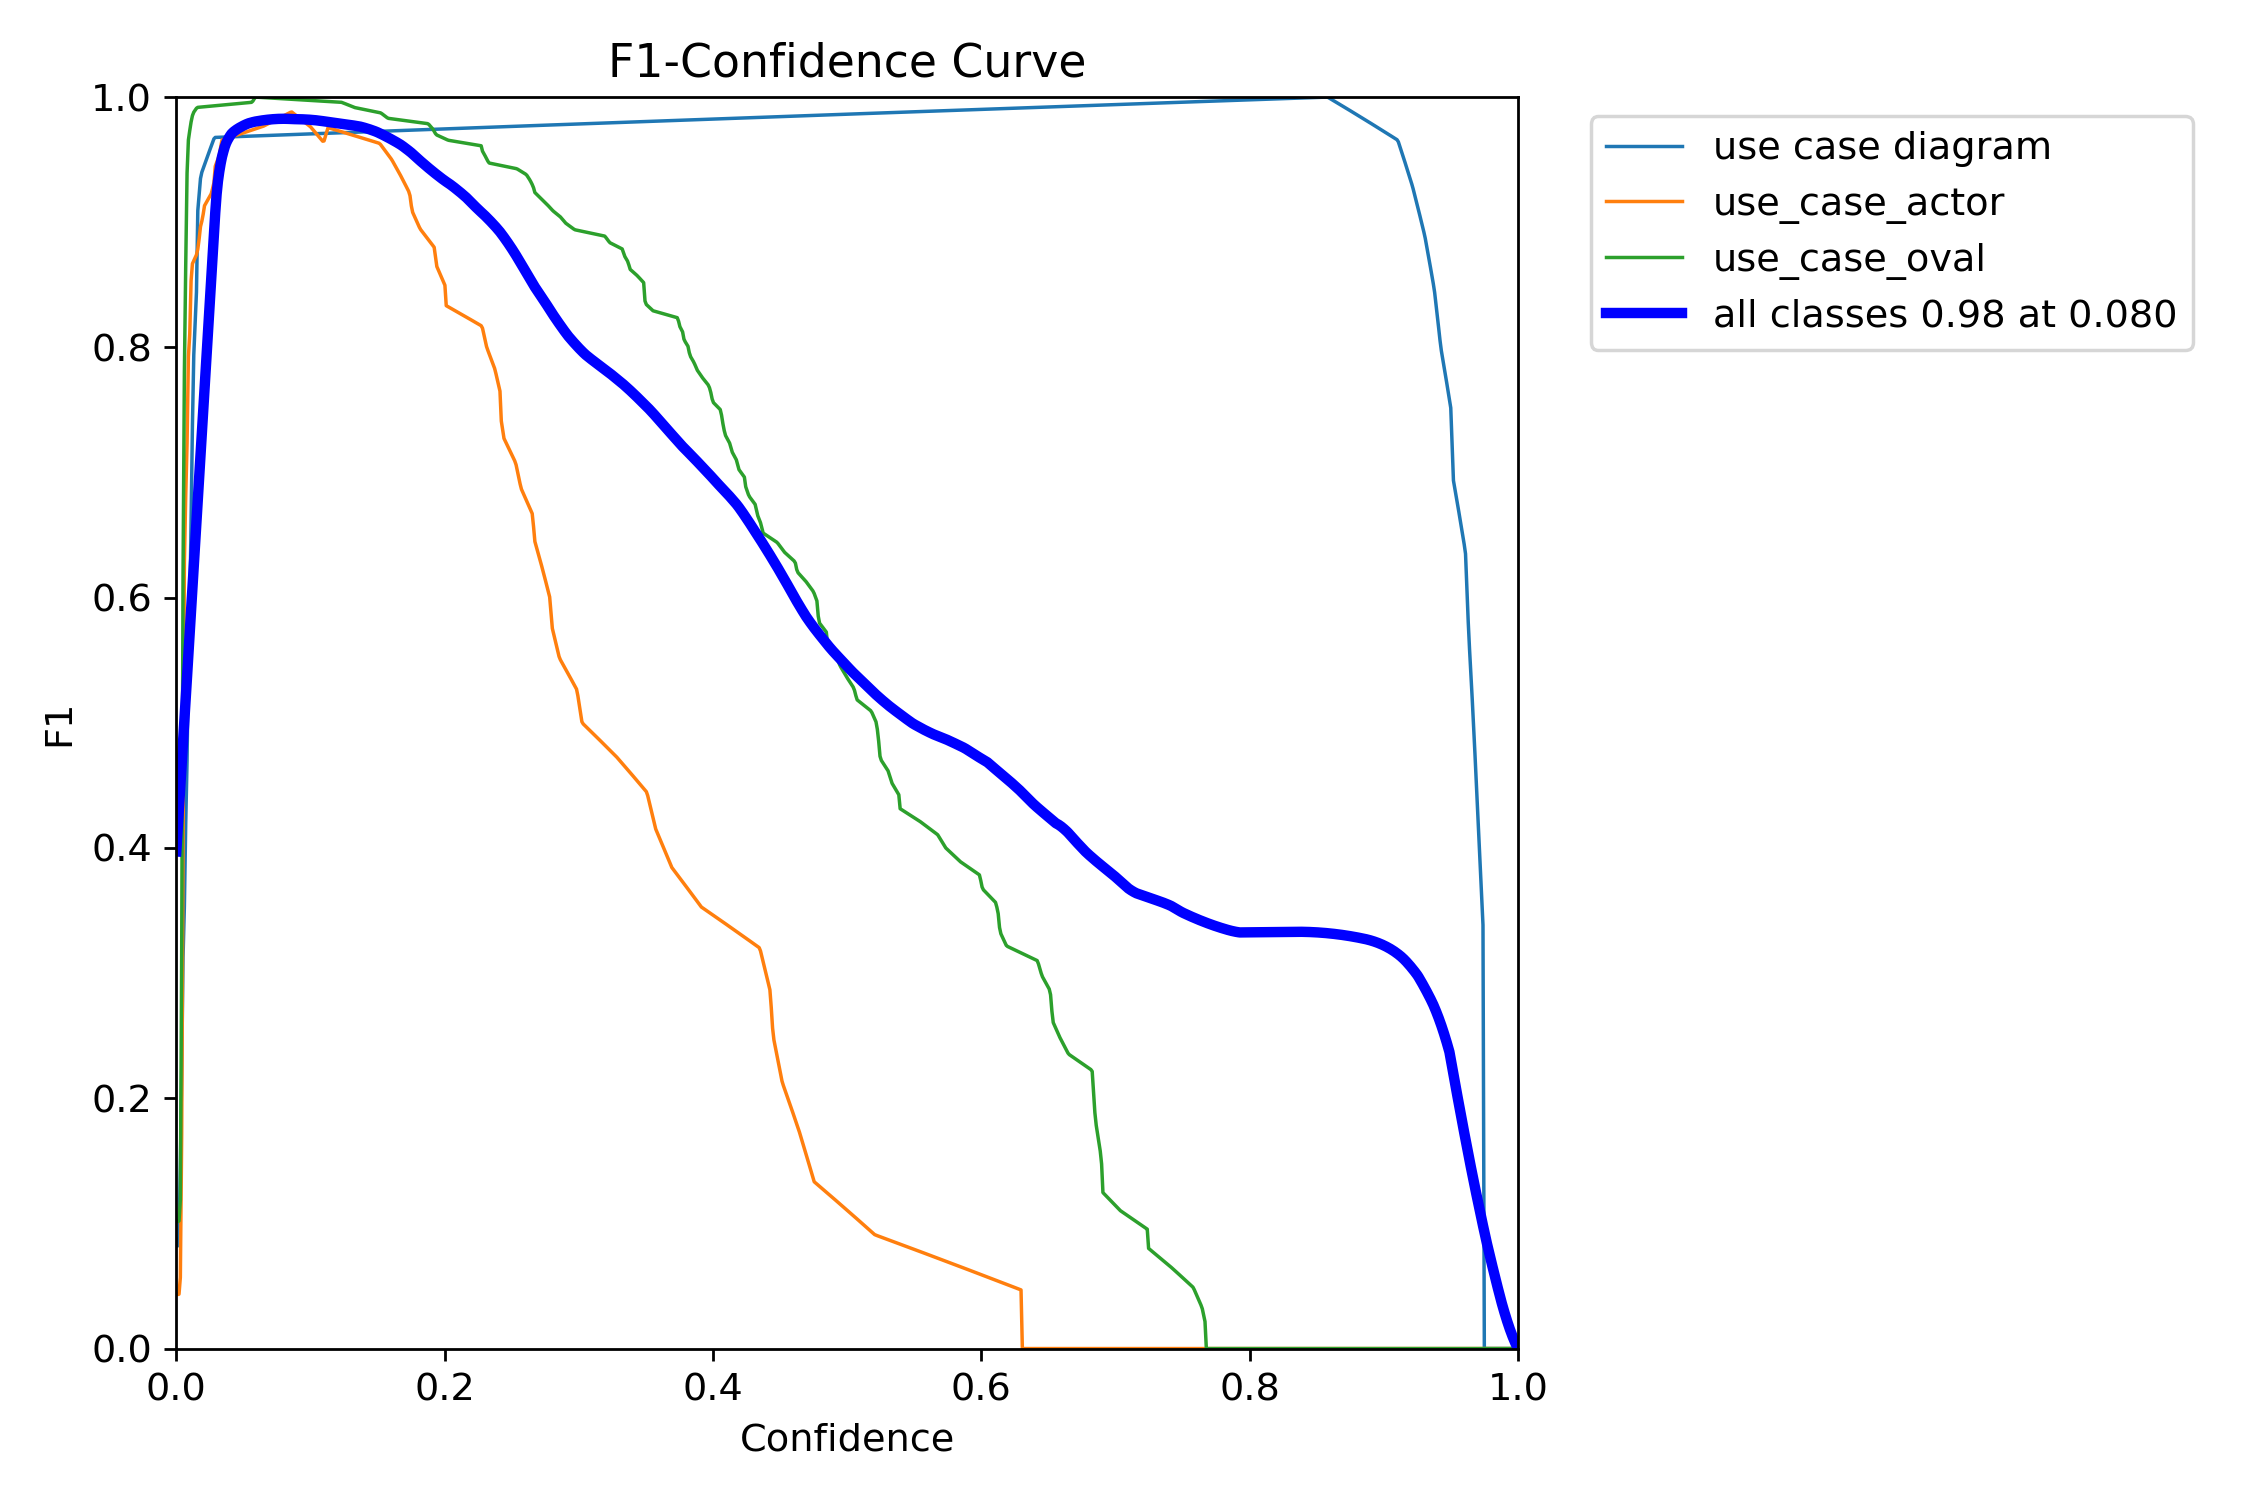 F1-Confidence Curve
1.0
0.8
0.6
0.4
0.2
0.0
F1
0.0 0.2 0.4 0.6 0.8 1.0
Confidence
use case diagram
use_case_actor
use_case_oval
all classes 0.98 at 0.080